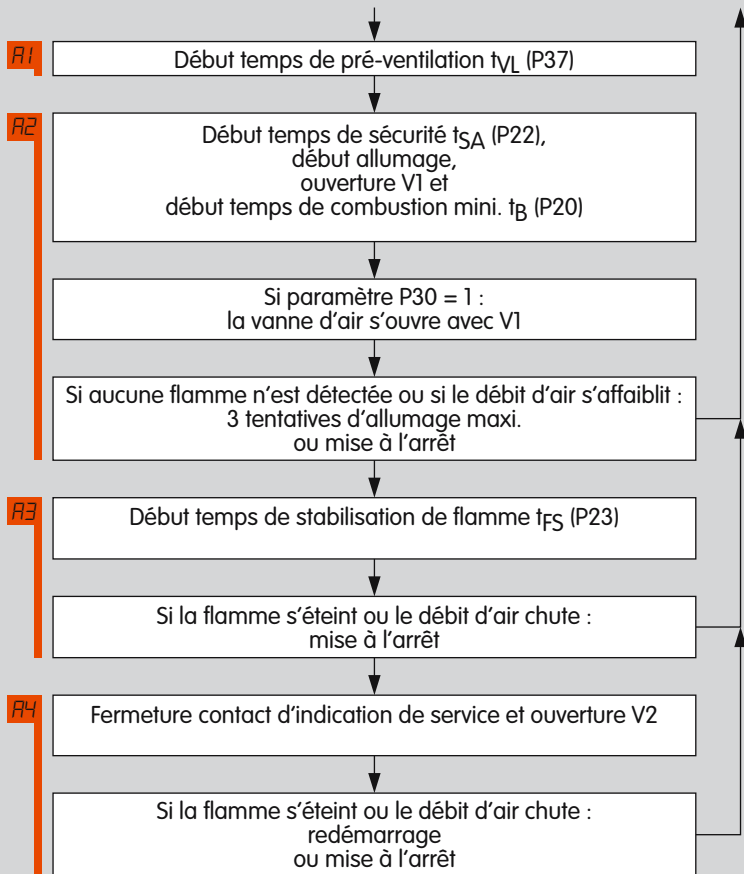 A1
Début temps de pré-ventilation tVL (P37)
A2
Début temps de sécurité tSA (P22),
début allumage,
ouverture V1 et
début temps de combustion mini. tB (P20)
Si paramètre P30 = 1 :
la vanne d'air s'ouvre avec V1
Si aucune flamme n'est détectée ou si le débit d'air s'affaiblit :
3 tentatives d'allumage maxi.
ou mise à l'arrêt
A3
Début temps de stabilisation de flamme tFS (P23)
Si la flamme s'éteint ou le débit d'air chute :
mise à l'arrêt
A4
Fermeture contact d'indication de service et ouverture V2
Si la flamme s'éteint ou le débit d'air chute :
redémarrage
ou mise à l'arrêt